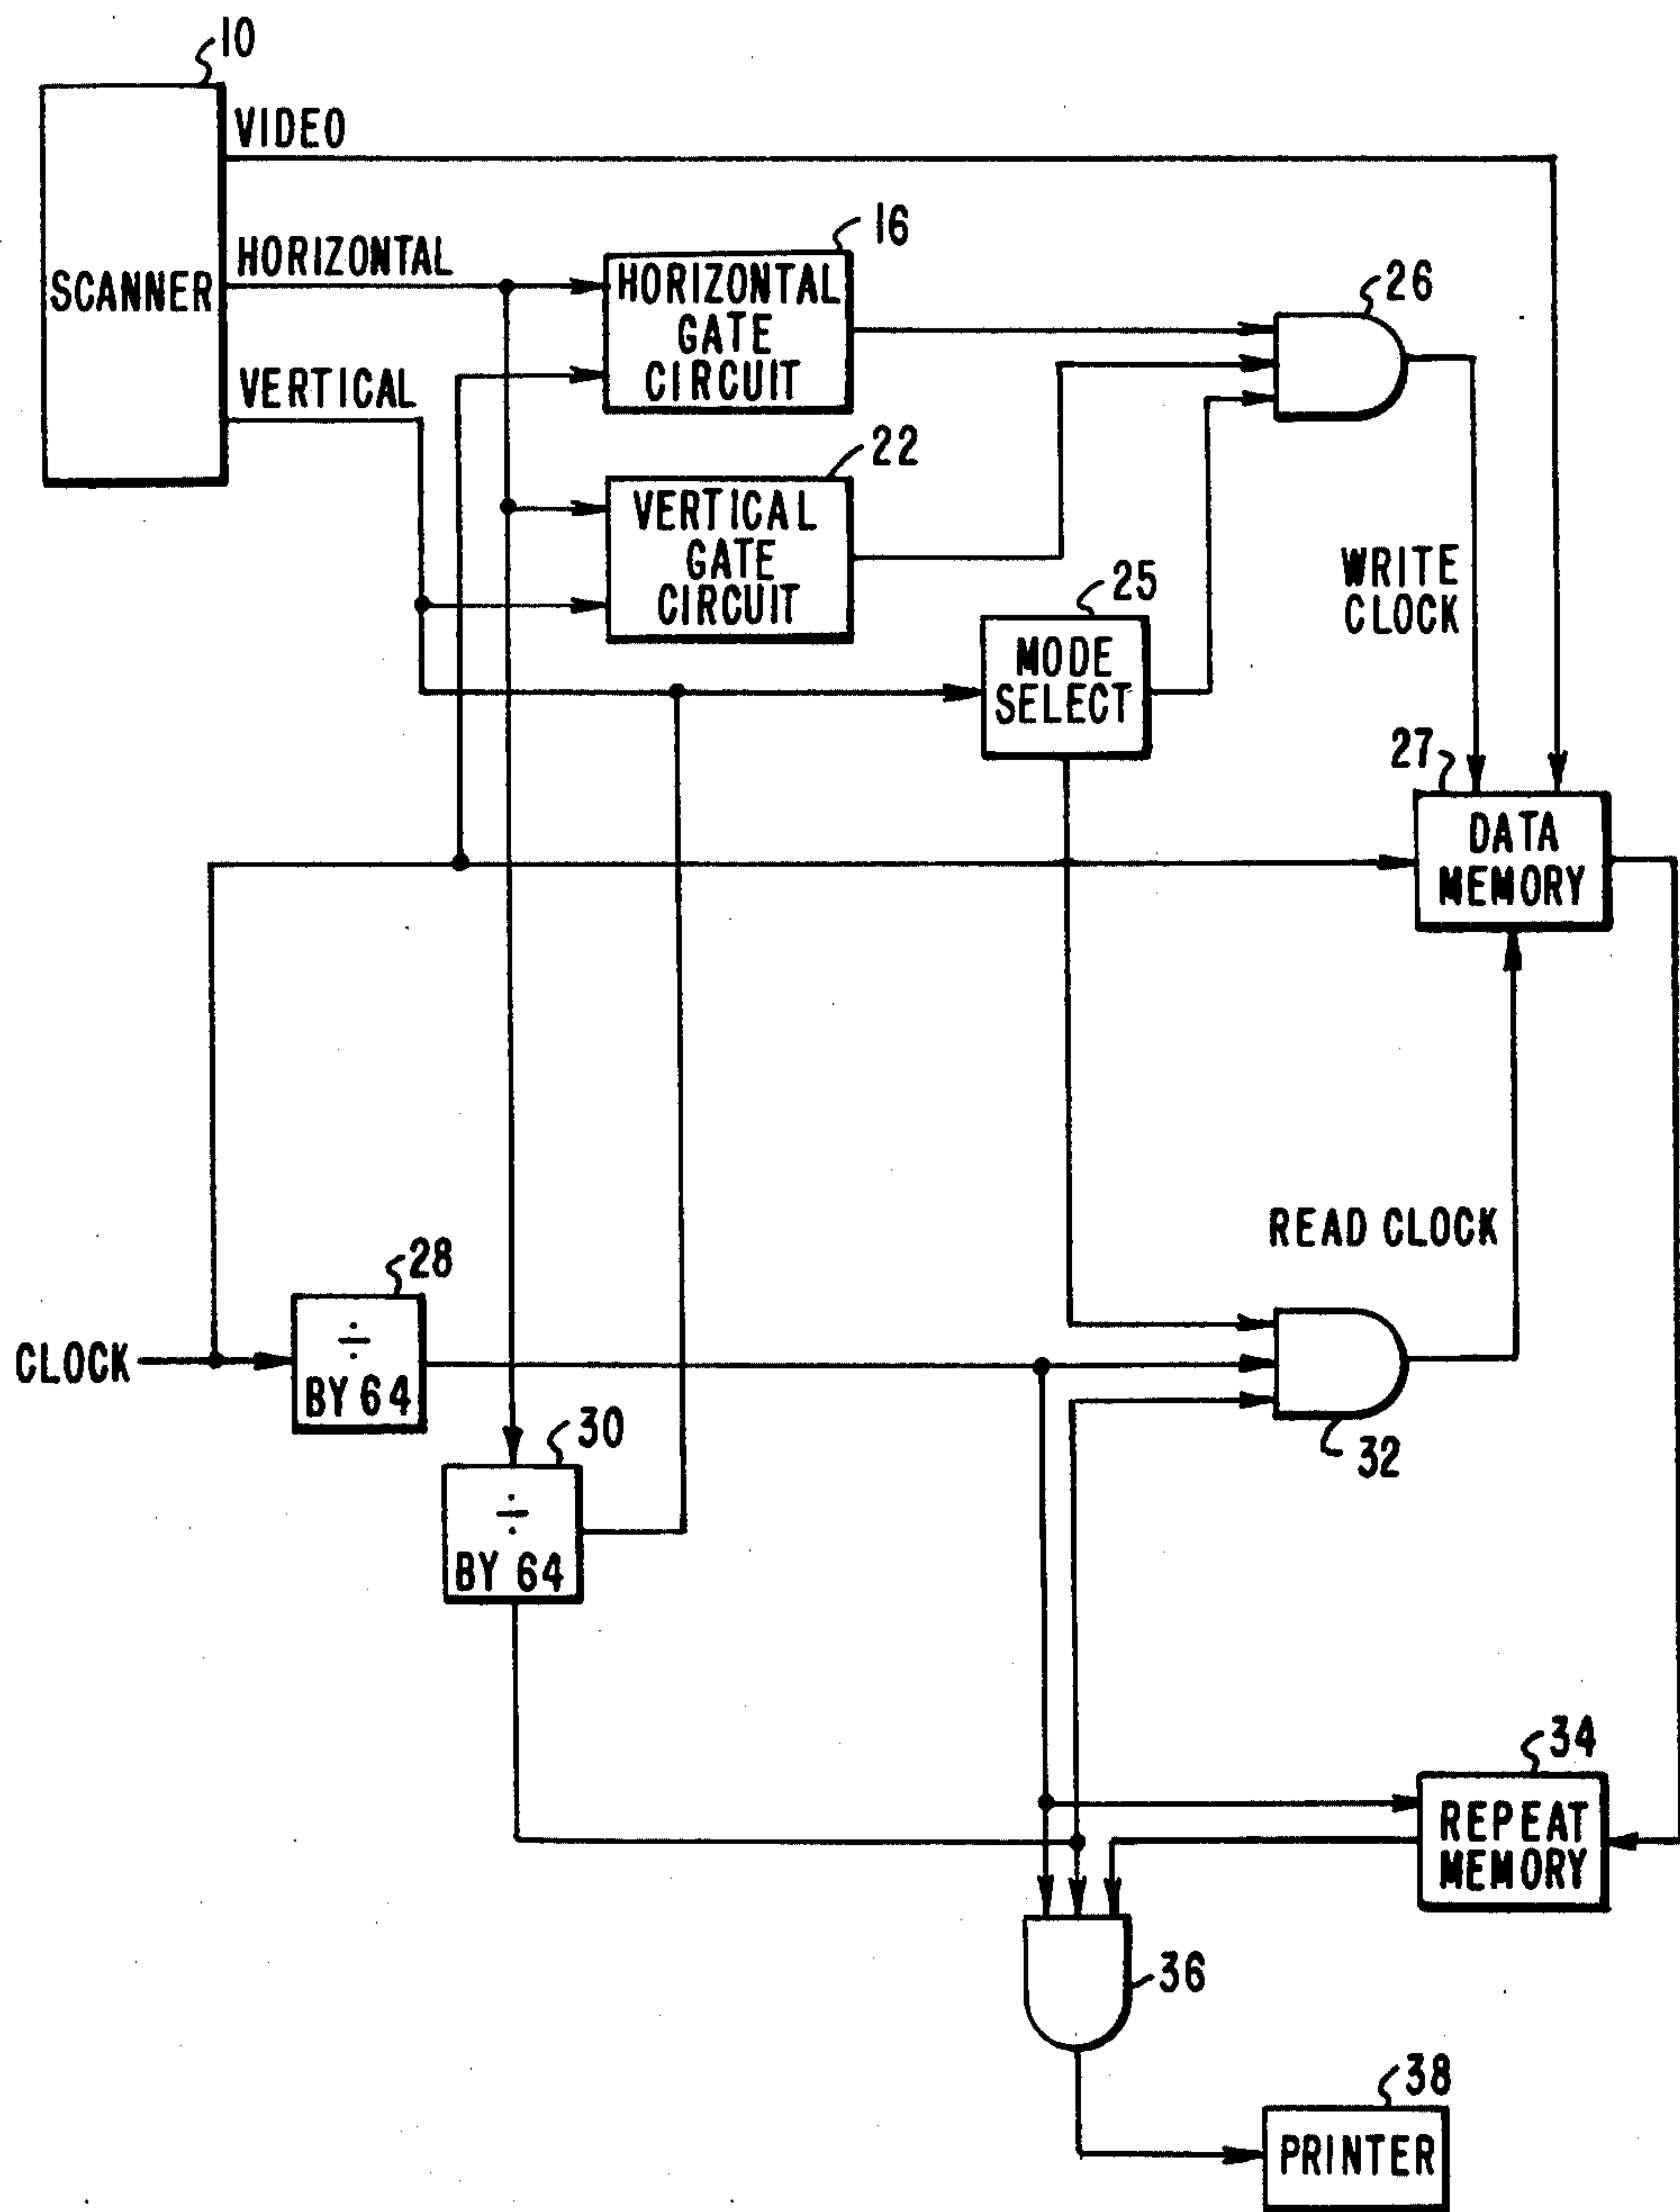 10
VIDEO
HORIZONTAL
SCANNER
VERTICAL
16
HORIZONTAL
GATE
CIRCUIT
26
22
VERTICAL
GATE
CIRCUIT
25
MODE
SELECT
WRITE
CLOCK
27
DATA
MEMORY
READ CLOCK
28
CLOCK
÷
BY 64
30
÷
BY 64
32
34
REPEAT
MEMORY
36
38
PRINTER